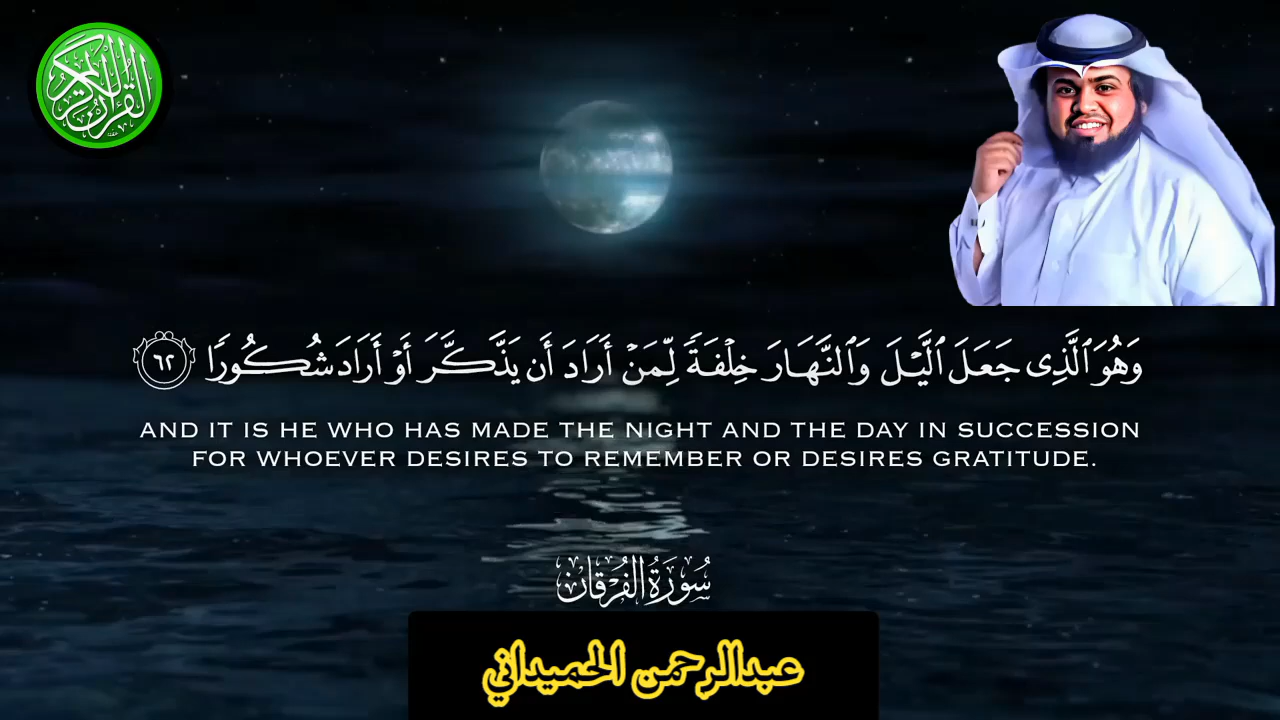 القرآن الكريم
وَهُوَ ٱلَّذِى جَعَلَ ٱلَّيْلَ وَٱلنَّهَارَ خِلْفَةً لِّمَنْ أَرَادَ أَن يَذَّكَّرَ أَوْ أَرَادَ شُكُورًا ٦٢
AND IT IS HE WHO HAS MADE THE NIGHT AND THE DAY IN SUCCESSION
FOR WHOEVER DESIRES TO REMEMBER OR DESIRES GRATITUDE.
سُورَةُ الفُرْقَانِ
عبدالرحمن الحميداني